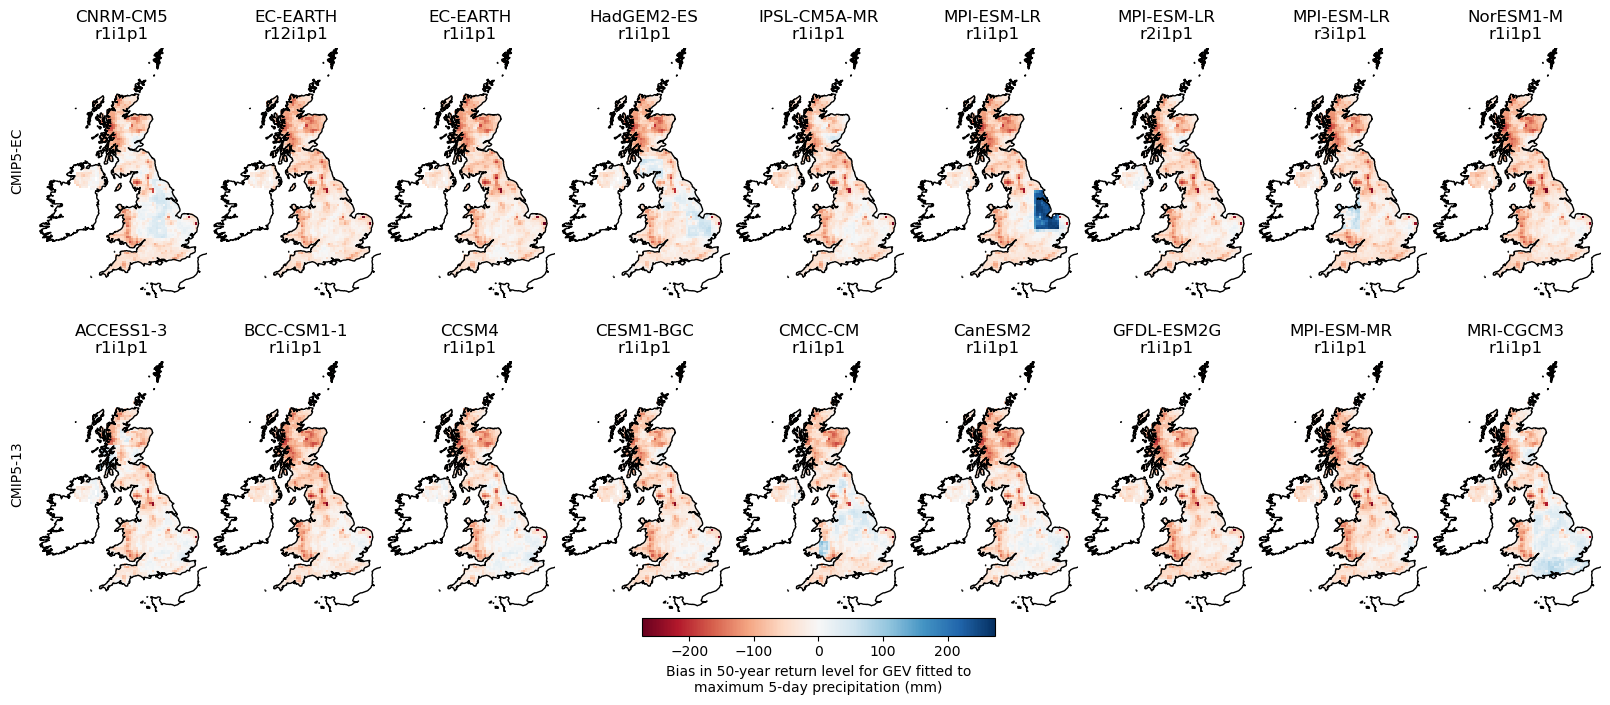 CNRM-CM5
r1i1p1
EC-EARTH
r12i1p1
EC-EARTH
r1i1p1
HadGEM2-ES
r1i1p1
IPSL-CM5A-MR
r1i1p1
MPI-ESM-LR
r1i1p1
MPI-ESM-LR
r2i1p1
MPI-ESM-LR
r3i1p1
NorESM1-M
r1i1p1
CMIP5-EC
ACCESS1-3
r1i1p1
BCC-CSM1-1
r1i1p1
CCSM4
r1i1p1
CESM1-BGC
r1i1p1
CMCC-CM
r1i1p1
CanESM2
r1i1p1
GFDL-ESM2G
r1i1p1
MPI-ESM-MR
r1i1p1
MRI-CGCM3
r1i1p1
CMIP5-13
−200 −100 0 100 200
Bias in 50-year return level for GEV fitted to
maximum 5-day precipitation (mm)